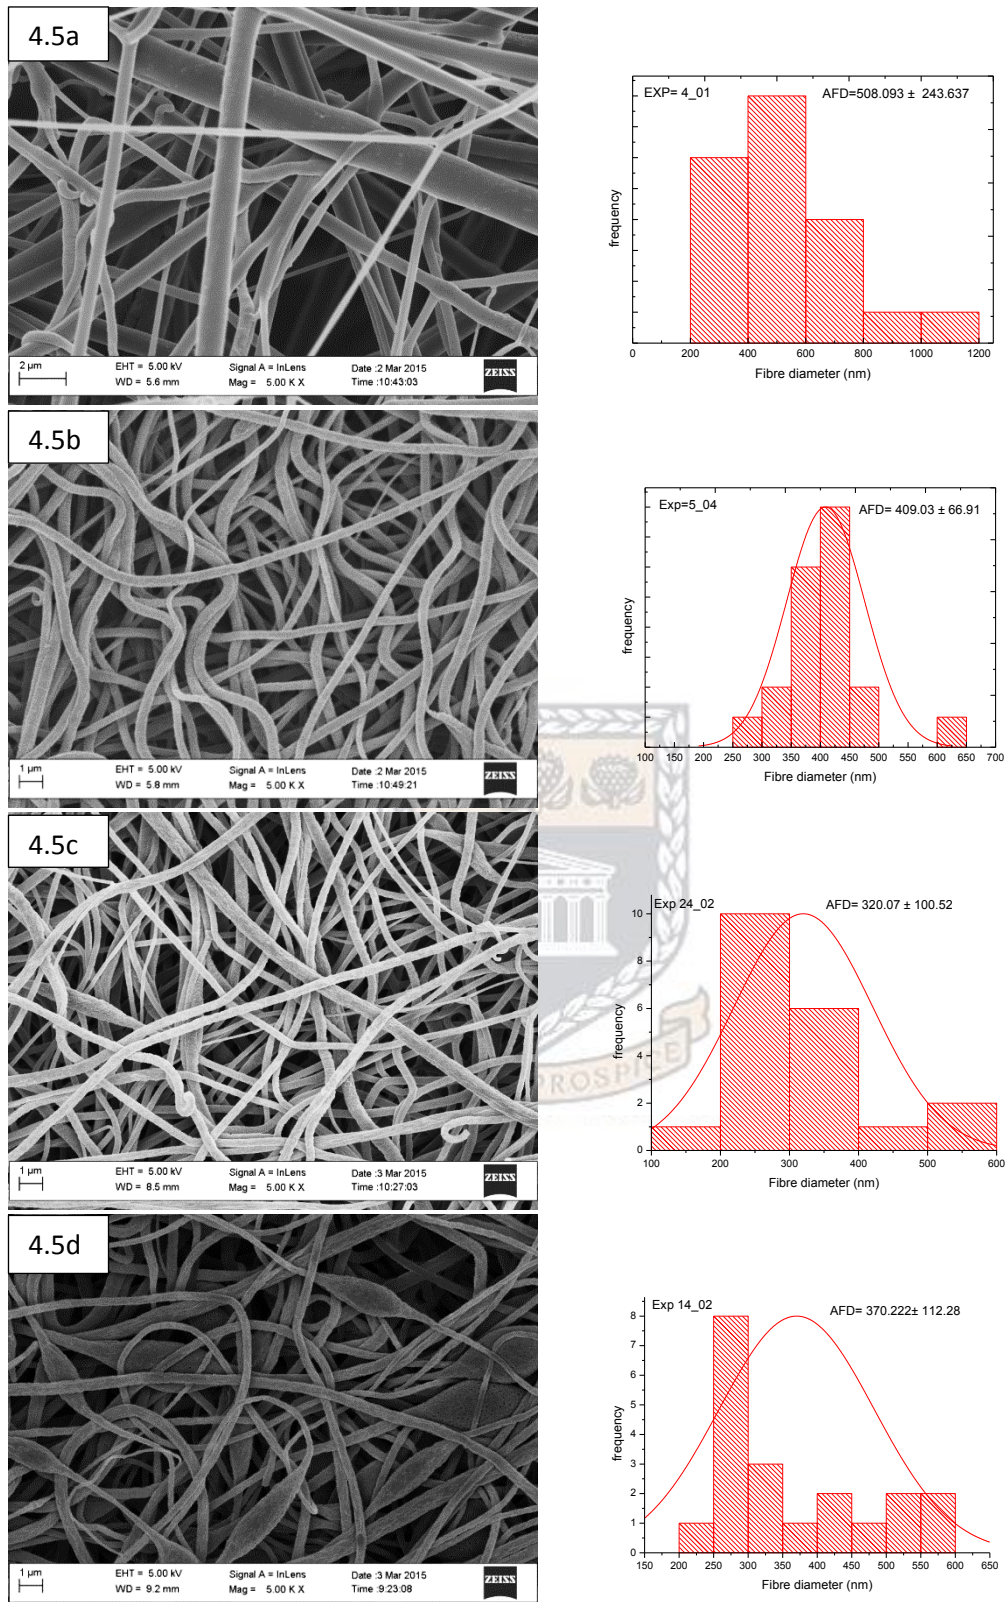 4.5a
EHT = 5.00 kV Signal A = InLens Date :2 Mar 2015
2 µm WD = 5.6 mm Mag = 5.00 K X Time :10:43:03 ZEISS
EXP= 4_01 AFD=508.093 ± 243.637
frequency
0 200 400 600 800 1000 1200
Fibre diameter (nm)
4.5b
EHT = 5.00 kV Signal A = InLens Date :2 Mar 2015
1 µm WD = 5.8 mm Mag = 5.00 K X Time :10:49:21 ZEISS
Exp=5_04 AFD= 409.03 ± 66.91
frequency
100 150 200 250 300 350 400 450 500 550 600 650 700
Fibre diameter (nm)
4.5c
EHT = 5.00 kV Signal A = InLens Date :3 Mar 2015
1 µm WD = 8.5 mm Mag = 5.00 K X Time :10:27:03 ZEISS
Exp 24_02 AFD= 320.07 ± 100.52
frequency
10
8
6
4
2
0
100 200 300 400 500 600
Fibre diameter (nm)
PROSPICE
4.5d
EHT = 5.00 kV Signal A = InLens Date :3 Mar 2015
1 µm WD = 9.2 mm Mag = 5.00 K X Time :9:23:08 ZEISS
Exp 14_02 AFD= 370.222± 112.28
frequency
8
7
6
5
4
3
2
1
0
150 200 250 300 350 400 450 500 550 600 650
Fibre diameter (nm)